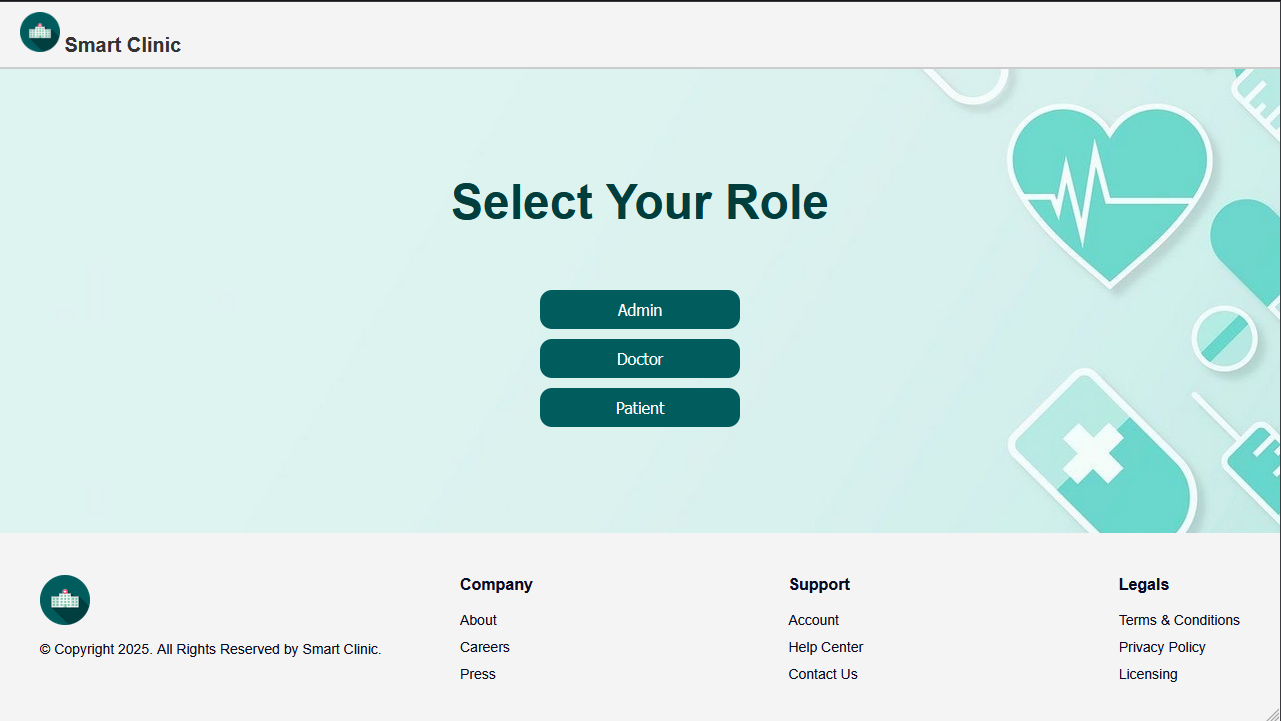 Smart Clinic
Select Your Role
Admin
Doctor
Patient
© Copyright 2025. All Rights Reserved by Smart Clinic.
Company
About
Careers
Press
Support
Account
Help Center
Contact Us
Legals
Terms & Conditions
Privacy Policy
Licensing